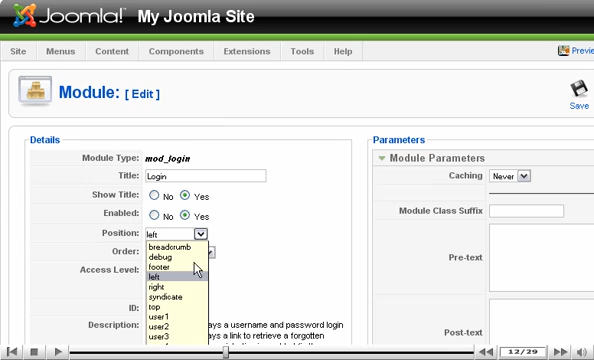 Joomla! My Joomla Site
Site Menus Content Components Extensions Tools Help Previe
Module: [ Edit ]
Save
Details
Module Type: mod_login
Title: Login
Show Title: No Yes
Enabled: No Yes
Position: left
breadcrumb
debug
footer
left
right
syndicate
top
user1
user2
user3
Order:
Access Level:
ID:
Description: ays a username and password login
ays a link to retrieve a forgotten
Parameters
Module Parameters
Caching Never
Module Class Suffix
Pre-text
Post-text
12/29